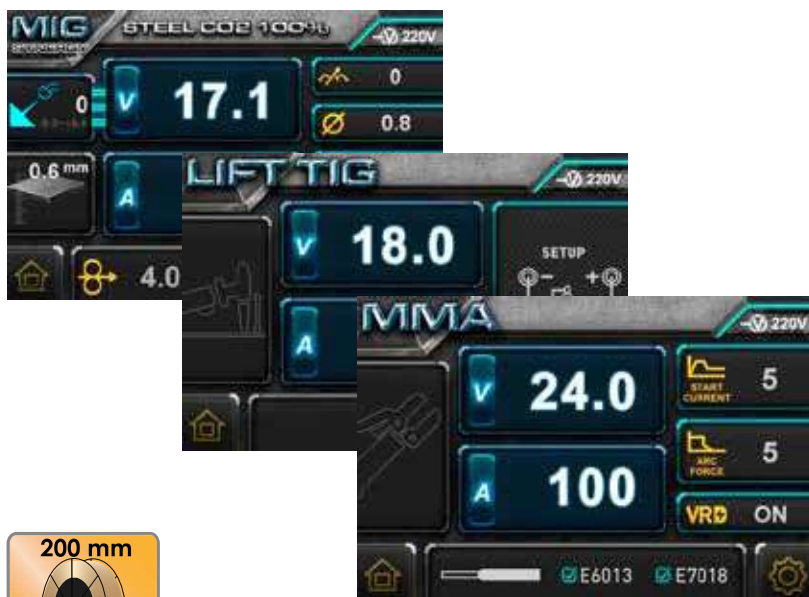 MIG
STEEL CO2 100%
220V
V 17.1
0
0
0.8
0.6 mm
A
4.0
LIFT TIG
220V
V 18.0
SETUP
- +
A
MMA
220V
V 24.0
START
CURRENT
5
A 100
ARC
FORCE
5
VRD ON
E6013 E7018
200 mm